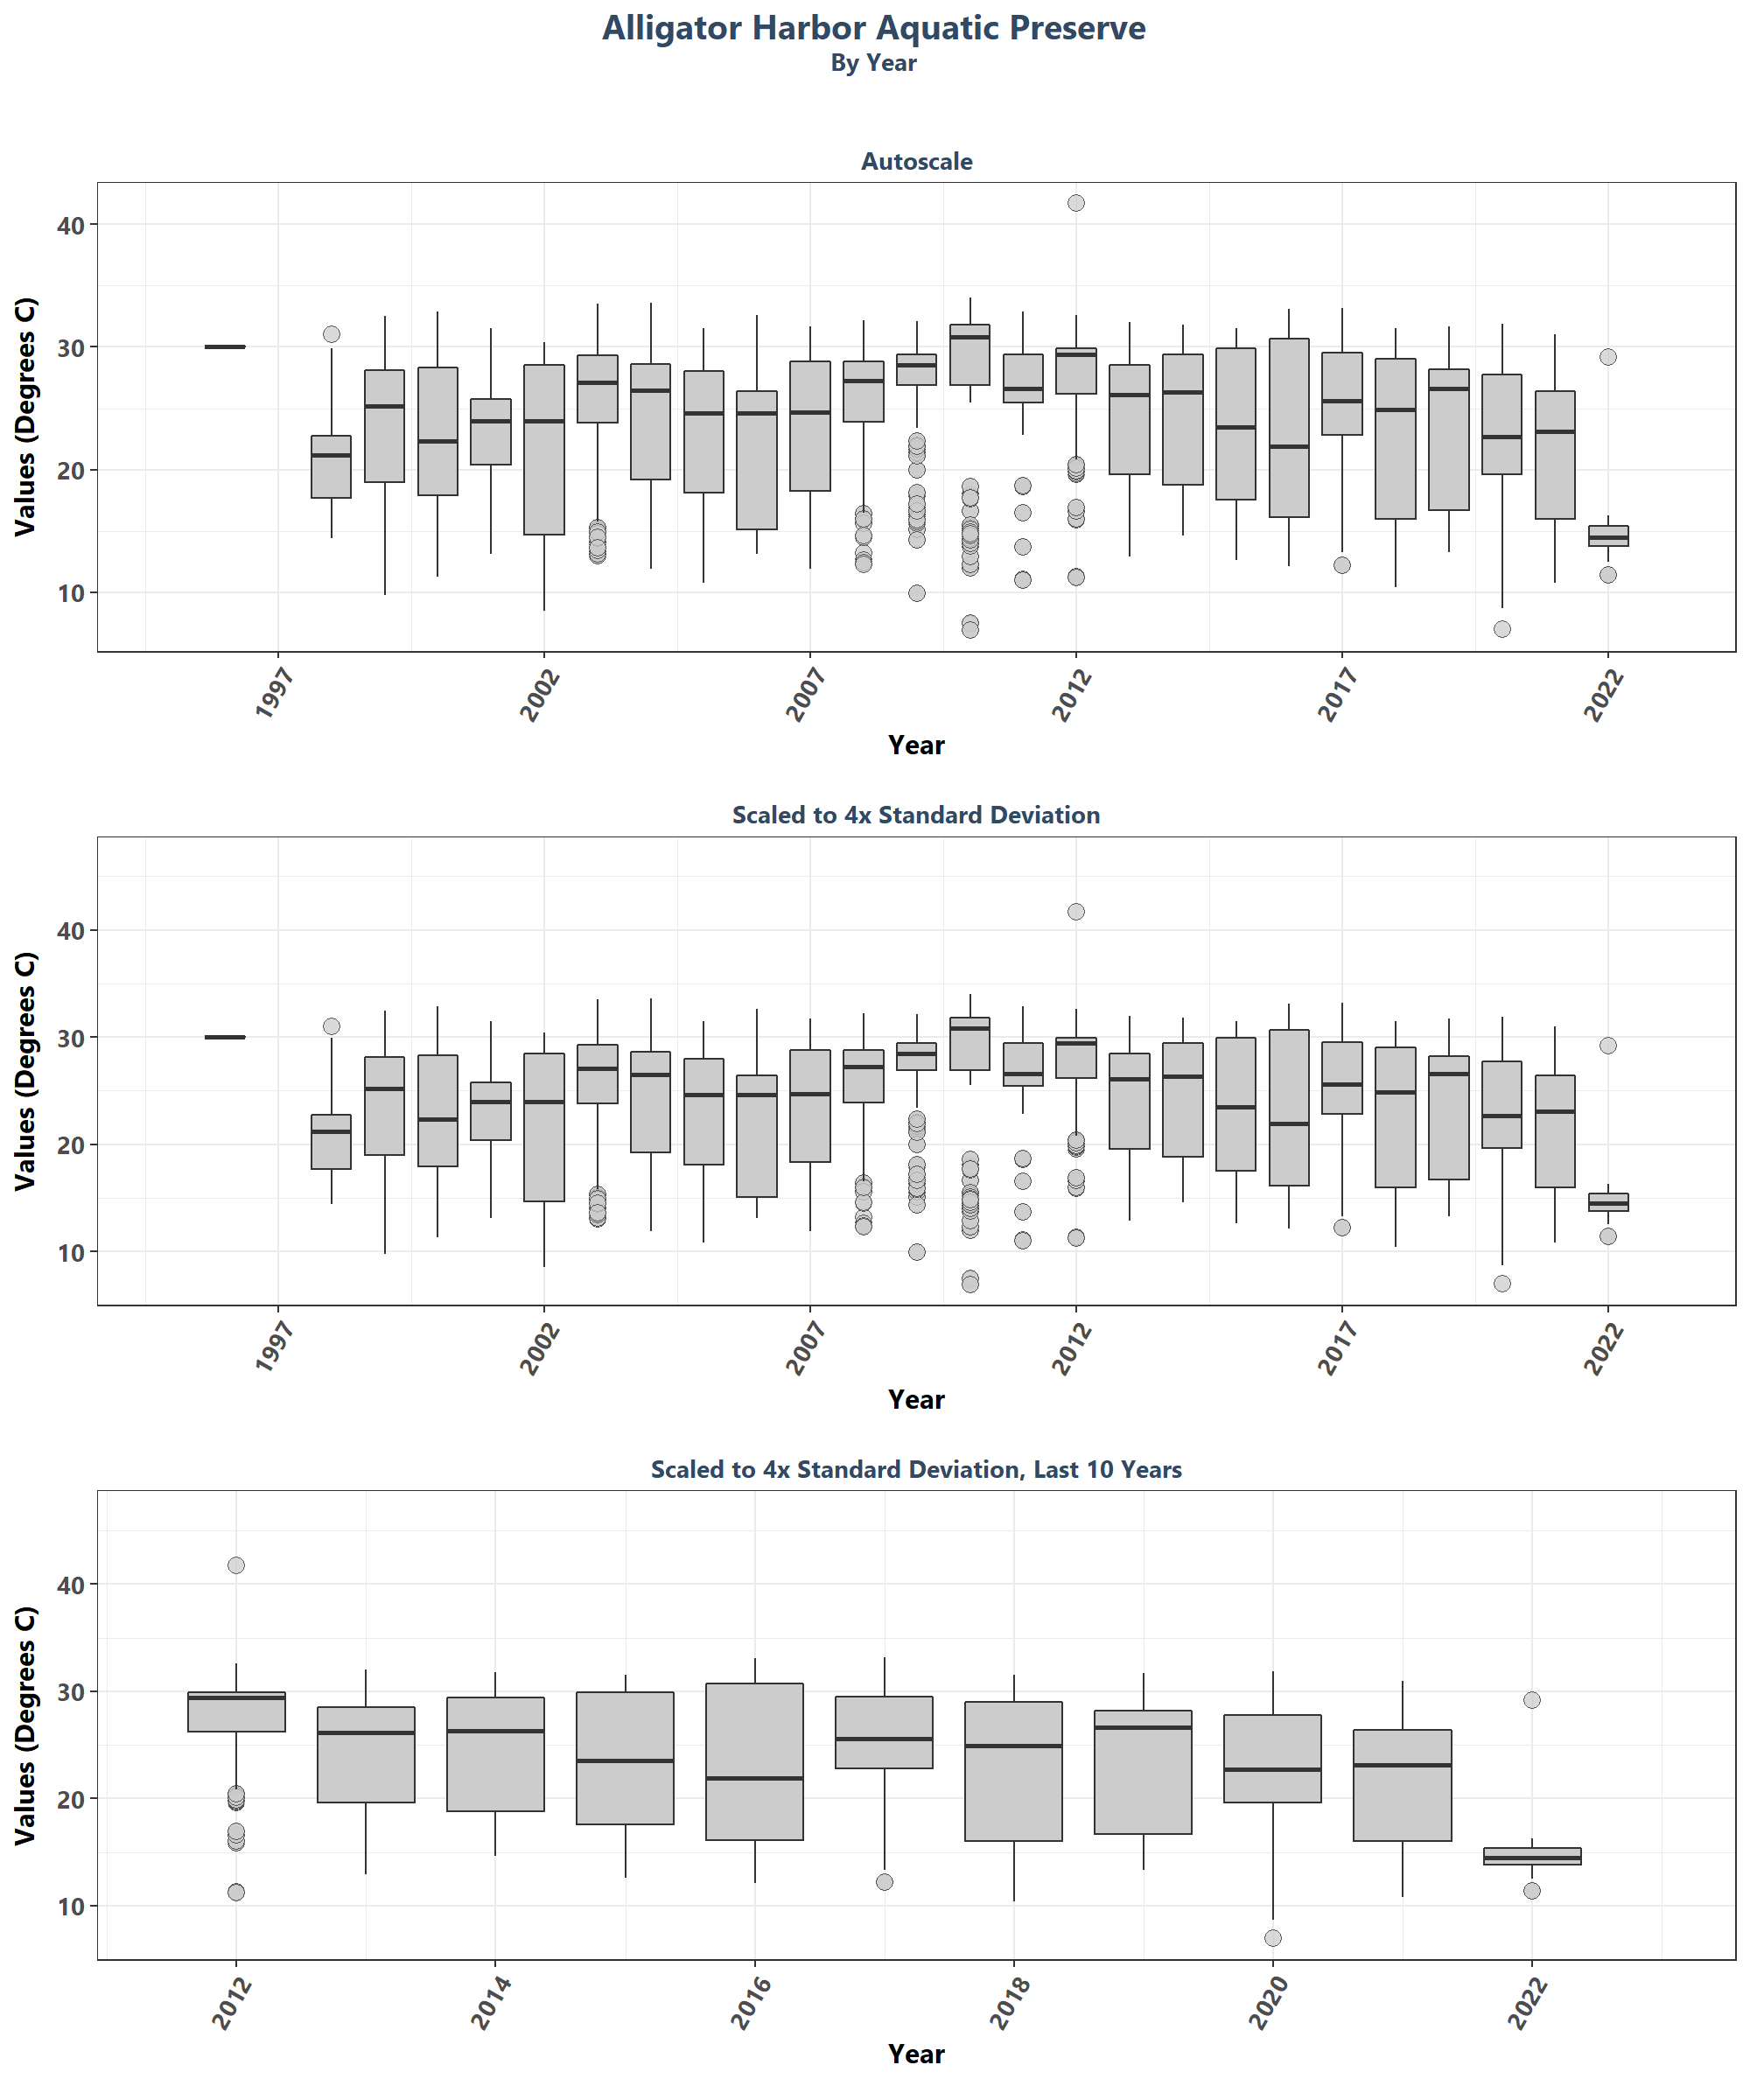 Alligator Harbor Aquatic Preserve
By Year
Autoscale
Values (Degrees C)
40
30
20
10
1997
2002
2007
2012
2017
2022
Year
Scaled to 4x Standard Deviation
Values (Degrees C)
40
30
20
10
1997
2002
2007
2012
2017
2022
Year
Scaled to 4x Standard Deviation, Last 10 Years
Values (Degrees C)
40
30
20
10
2012
2014
2016
2018
2020
2022
Year